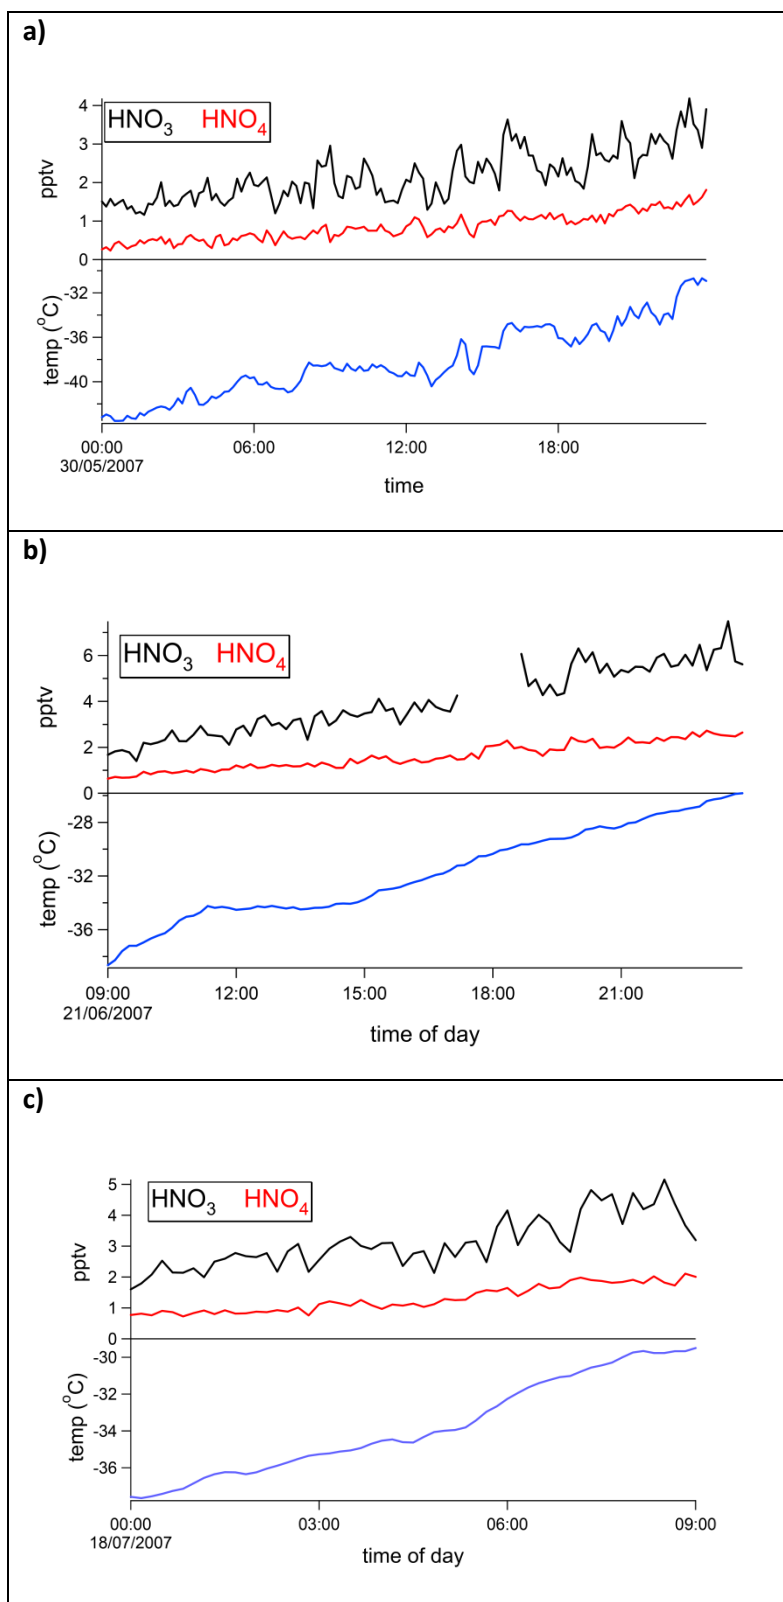 a)
HNO3 HNO4
4
3
2
1
0
pptv
-32
-36
-40
temp (°C)
00:00 06:00 12:00 18:00
30/05/2007
time
b)
HNO3 HNO4
6
4
2
0
pptv
-28
-32
-36
temp (°C)
09:00 12:00 15:00 18:00 21:00
21/06/2007
time of day
c)
HNO3 HNO4
5
4
3
2
1
0
pptv
-30
-32
-34
-36
temp (°C)
00:00 03:00 06:00 09:00
18/07/2007
time of day